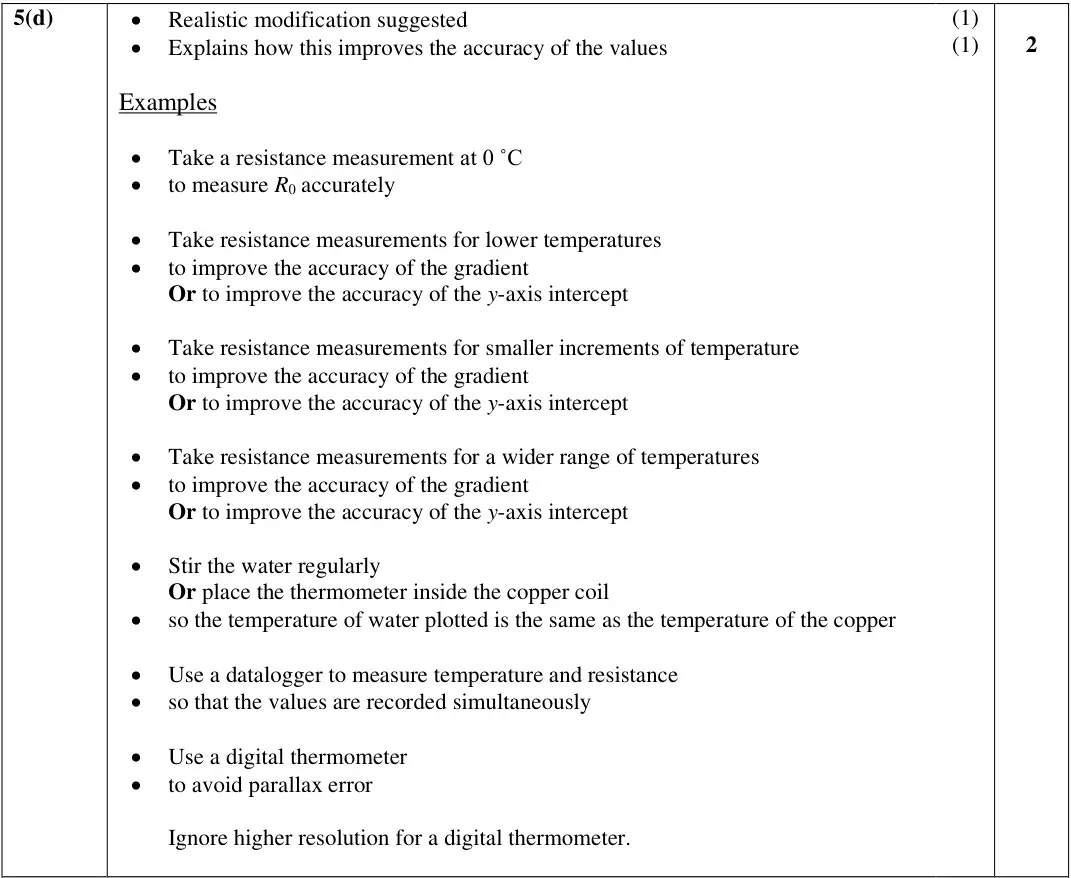 5(d)
• Realistic modification suggested (1)
• Explains how this improves the accuracy of the values (1) 2
Examples
• Take a resistance measurement at 0 ˚C
• to measure R0 accurately
• Take resistance measurements for lower temperatures
• to improve the accuracy of the gradient
Or to improve the accuracy of the y-axis intercept
• Take resistance measurements for smaller increments of temperature
• to improve the accuracy of the gradient
Or to improve the accuracy of the y-axis intercept
• Take resistance measurements for a wider range of temperatures
• to improve the accuracy of the gradient
Or to improve the accuracy of the y-axis intercept
• Stir the water regularly
Or place the thermometer inside the copper coil
• so the temperature of water plotted is the same as the temperature of the copper
• Use a datalogger to measure temperature and resistance
• so that the values are recorded simultaneously
• Use a digital thermometer
• to avoid parallax error
Ignore higher resolution for a digital thermometer.